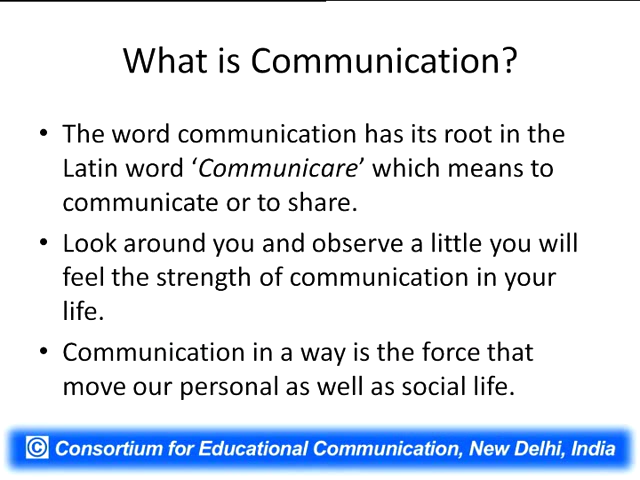 What is Communication?
• The word communication has its root in the
Latin word ‘Communicare’ which means to
communicate or to share.
• Look around you and observe a little you will
feel the strength of communication in your
life.
• Communication in a way is the force that
move our personal as well as social life.
© Consortium for Educational Communication, New Delhi, India